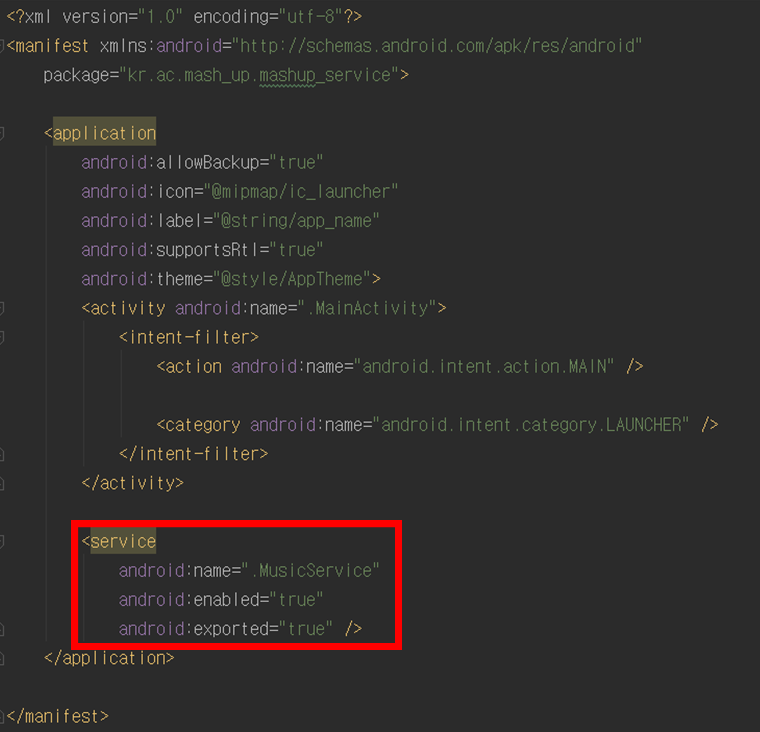 <?xml version="1.0" encoding="utf-8"?>
<manifest xmlns:android="http://schemas.android.com/apk/res/android"
package="kr.ac.mash_up.mashup_service">
<application
android:allowBackup="true"
android:icon="@mipmap/ic_launcher"
android:label="@string/app_name"
android:supportsRtl="true"
android:theme="@style/AppTheme">
<activity android:name=".MainActivity">
<intent-filter>
<action android:name="android.intent.action.MAIN" />
<category android:name="android.intent.category.LAUNCHER" />
</intent-filter>
</activity>
<service
android:name=".MusicService"
android:enabled="true"
android:exported="true" />
</application>
</manifest>